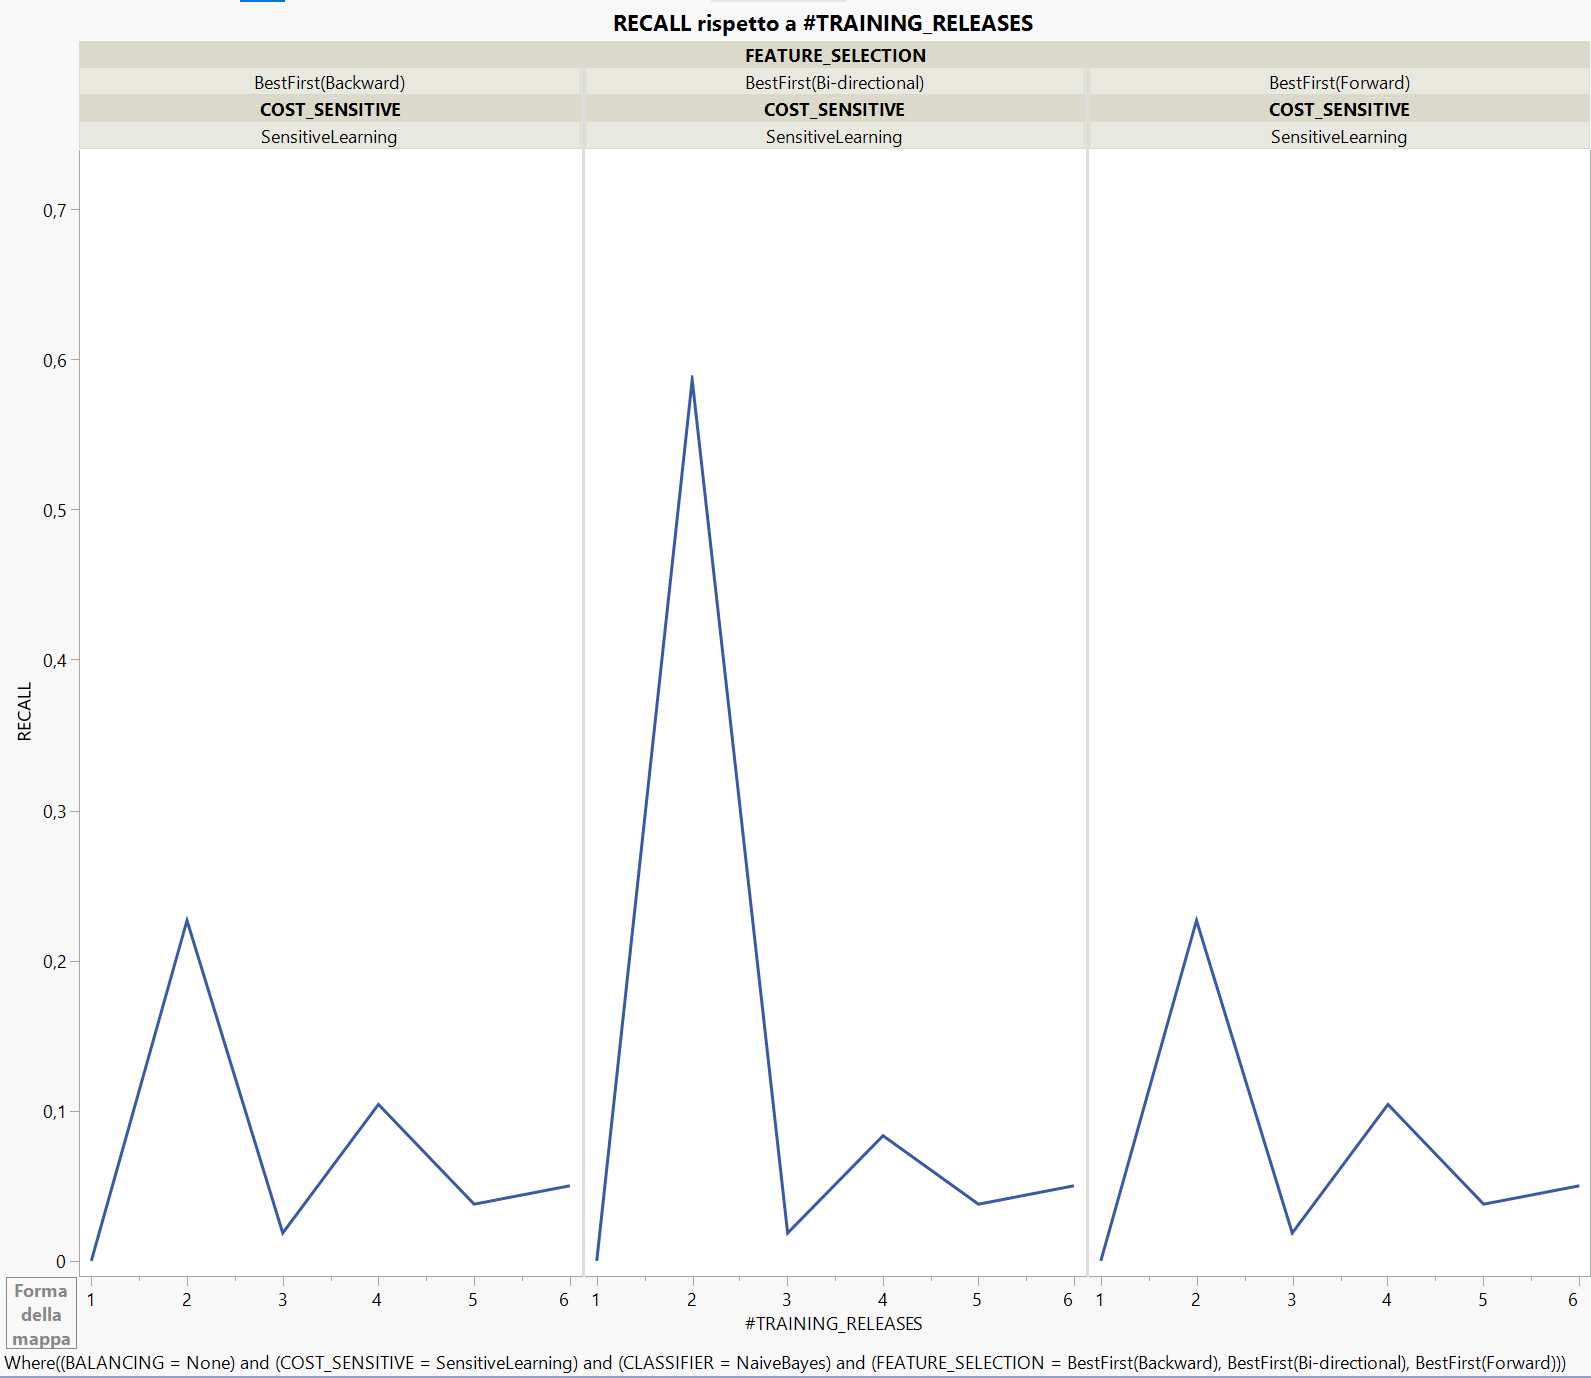 RECALL rispetto a #TRAINING_RELEASES
FEATURE_SELECTION
BestFirst(Backward) BestFirst(Bi-directional) BestFirst(Forward)
COST_SENSITIVE COST_SENSITIVE COST_SENSITIVE
SensitiveLearning SensitiveLearning SensitiveLearning
0,7
0,6
0,5
0,4
0,3
0,2
0,1
0
RECALL
1 2 3 4 5 6 1 2 3 4 5 6 1 2 3 4 5 6
#TRAINING_RELEASES
Forma
della
mappa
Where((BALANCING = None) and (COST_SENSITIVE = SensitiveLearning) and (CLASSIFIER = NaiveBayes) and (FEATURE_SELECTION = BestFirst(Backward), BestFirst(Bi-directional), BestFirst(Forward)))